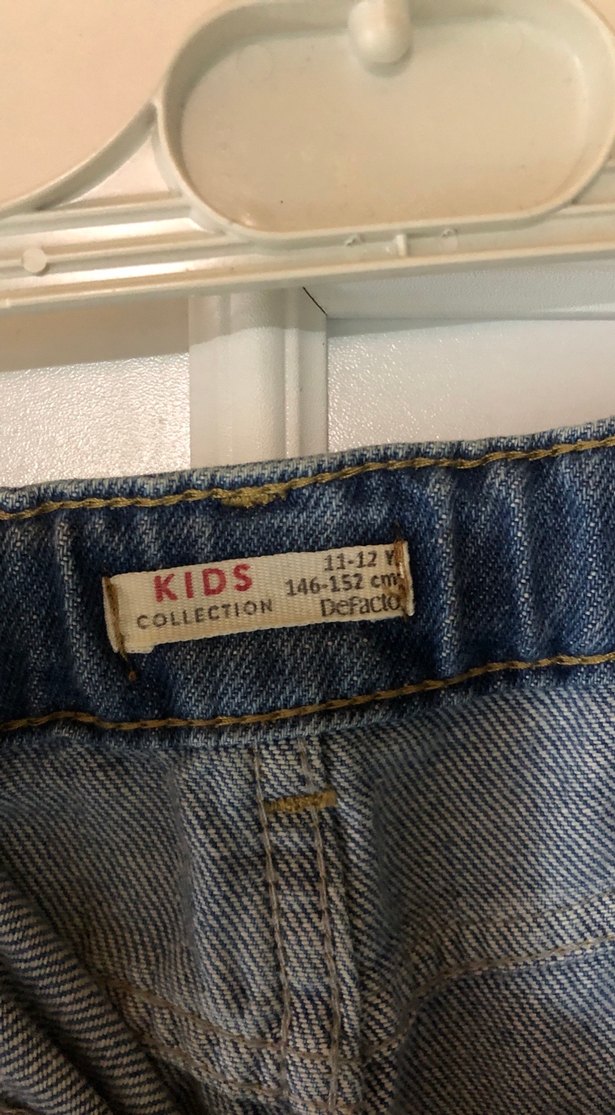 KIDS
COLLECTION
11-12 Y
146-152 cm
DeFacto